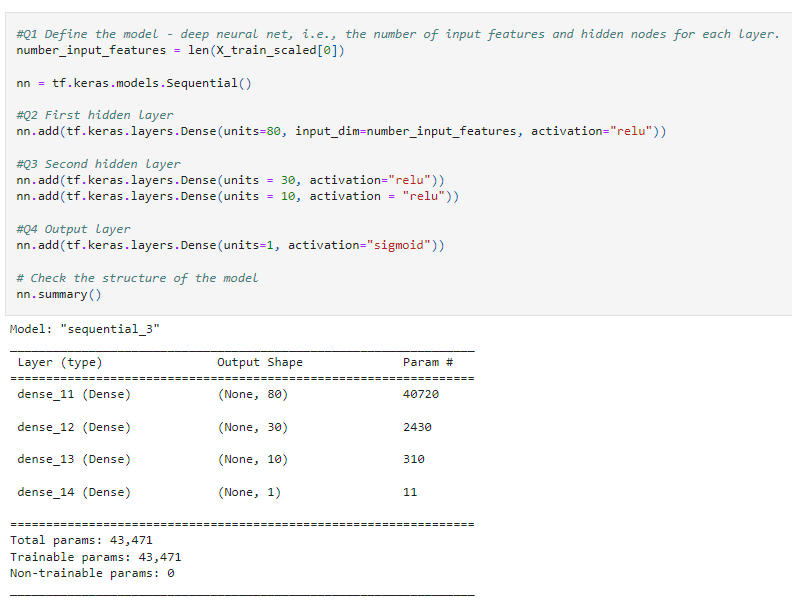 #Q1 Define the model - deep neural net, i.e., the number of input features and hidden nodes for each layer.
number_input_features = len(X_train_scaled[0])
nn = tf.keras.models.Sequential()
#Q2 First hidden layer
nn.add(tf.keras.layers.Dense(units=80, input_dim=number_input_features, activation="relu"))
#Q3 Second hidden layer
nn.add(tf.keras.layers.Dense(units = 30, activation="relu"))
nn.add(tf.keras.layers.Dense(units = 10, activation = "relu"))
#Q4 Output layer
nn.add(tf.keras.layers.Dense(units=1, activation="sigmoid"))
# Check the structure of the model
nn.summary()
Model: "sequential_3"
_________________________________________________________________
Layer (type) Output Shape Param #
=================================================================
dense_11 (Dense) (None, 80) 40720
dense_12 (Dense) (None, 30) 2430
dense_13 (Dense) (None, 10) 310
dense_14 (Dense) (None, 1) 11
=================================================================
Total params: 43,471
Trainable params: 43,471
Non-trainable params: 0
_________________________________________________________________